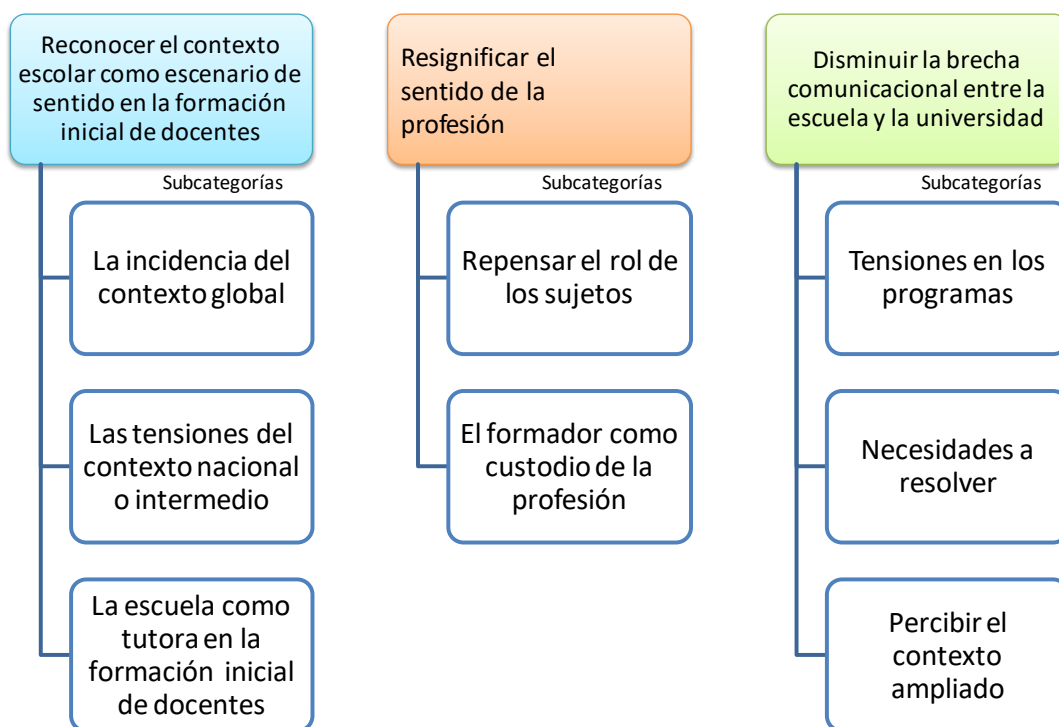 Reconocer el contexto
escolar como escenario de
sentido en la formación
inicial de docentes
Subcategorías
La incidencia del
contexto global
Las tensiones del
contexto nacional
o intermedio
La escuela como
tutora en la
formación inicial
de docentes
Resignificar el
sentido de la
profesión
Subcategorías
Repensar el rol de
los sujetos
El formador como
custodio de la
profesión
Disminuir la brecha
comunicacional entre la
escuela y la universidad
Subcategorías
Tensiones en los
programas
Necesidades a
resolver
Percibir el
contexto
ampliado